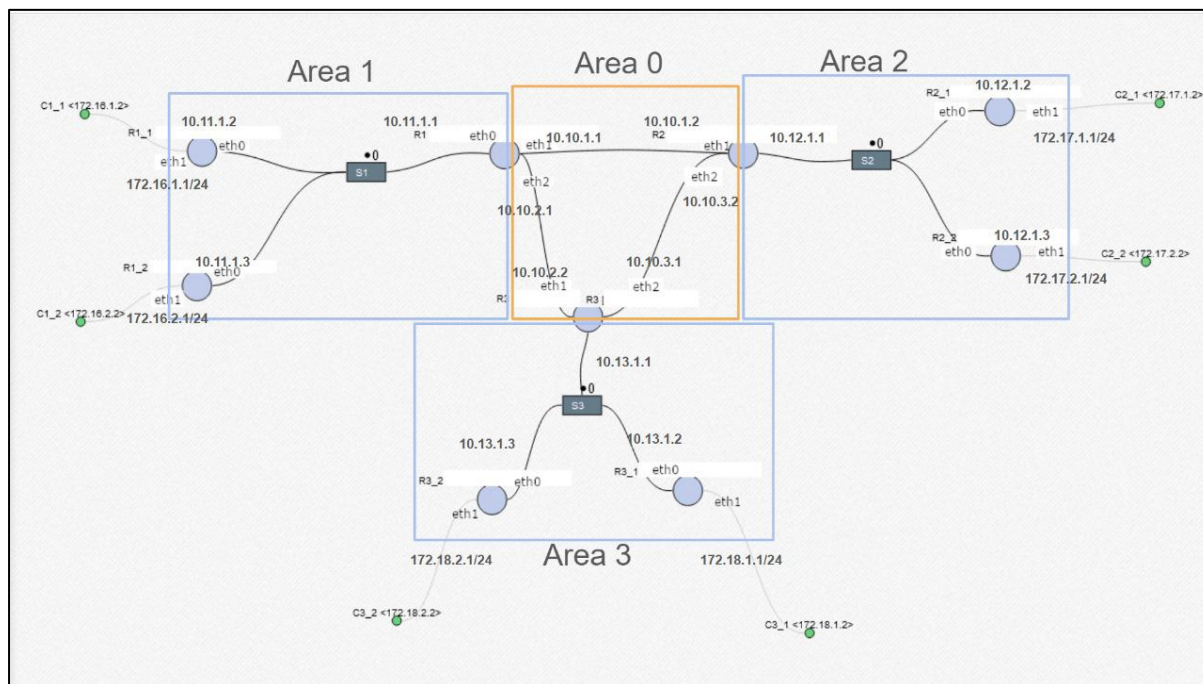 Area 1
Area 0
Area 2
C1_1 <172.16.1.2>
R1_1
10.11.1.2
eth0
eth1
172.16.1.1/24
0
S1
10.11.1.1
R1
eth0
10.10.1.1
eth1
eth2
10.10.2.1
10.10.1.2
R2
eth1
10.12.1.1
eth2
10.10.3.2
0
S2
R2_1
10.12.1.2
eth0
eth1
C2_1 <172.17.1.2>
172.17.1.1/24
R2_2
10.12.1.3
eth0
eth1
C2_2 <172.17.2.2>
172.17.2.1/24
R1_2
10.11.1.3
eth0
eth1
C1_2 <172.16.2.2>
172.16.2.1/24
10.10.2.2
eth1
10.10.3.1
eth2
R3
10.13.1.1
0
S3
10.13.1.3
10.13.1.2
R3_2
eth0
eth1
R3_1
eth0
eth1
172.18.2.1/24
Area 3
172.18.1.1/24
C3_2 <172.18.2.2>
C3_1 <172.18.1.2>